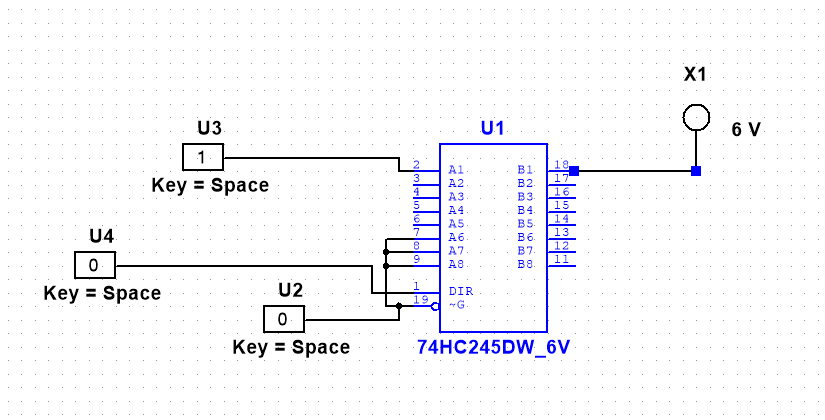 X1
6 V
U3
1
Key = Space
U1
2 A1 B1 18
3 A2 B2 17
4 A3 B3 16
5 A4 B4 15
6 A5 B5 14
7 A6 B6 13
8 A7 B7 12
9 A8 B8 11
1 DIR
19 ~G
U4
0
Key = Space
U2
0
Key = Space
74HC245DW_6V